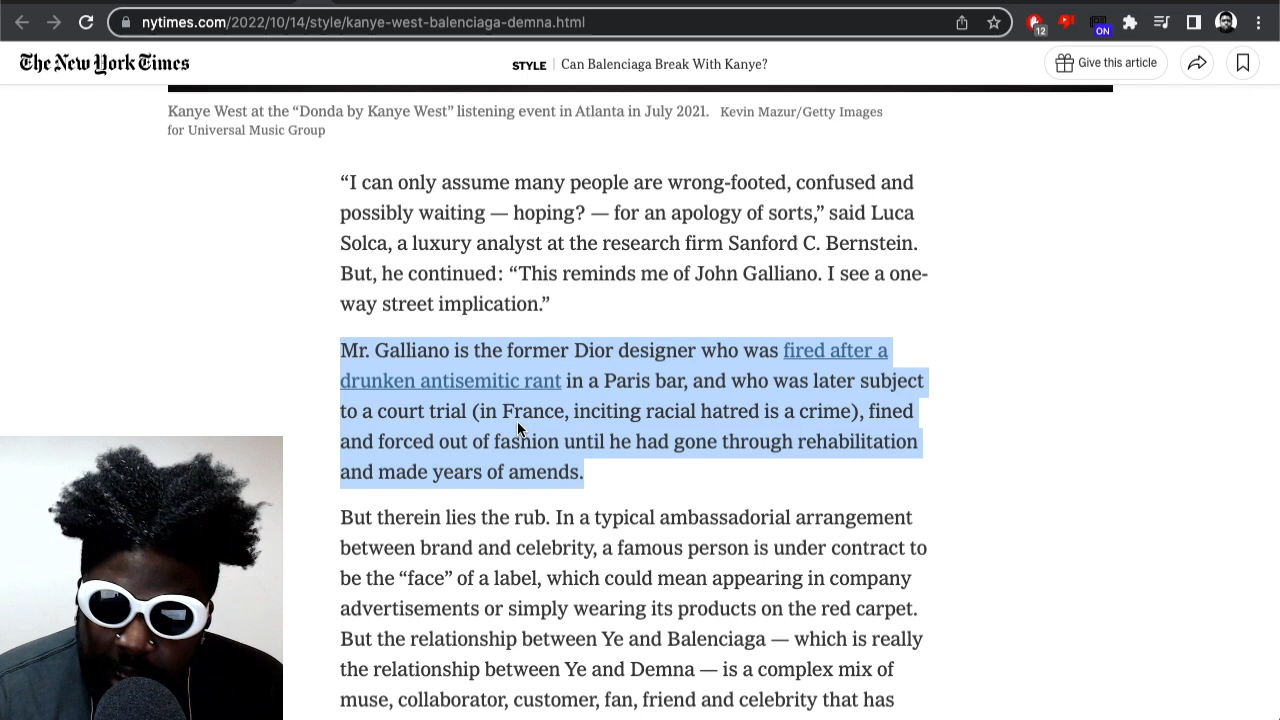 nytimes.com/2022/10/14/style/kanye-west-balenciaga-demna.html
12
ON
The New York Times
STYLE | Can Balenciaga Break With Kanye?
Give this article
Kanye West at the “Donda by Kanye West” listening event in Atlanta in July 2021. Kevin Mazur/Getty Images
for Universal Music Group
“I can only assume many people are wrong-footed, confused and
possibly waiting — hoping? — for an apology of sorts,” said Luca
Solca, a luxury analyst at the research firm Sanford C. Bernstein.
But, he continued: “This reminds me of John Galliano. I see a one-
way street implication.”
Mr. Galliano is the former Dior designer who was fired after a
drunken antisemitic rant in a Paris bar, and who was later subject
to a court trial (in France, inciting racial hatred is a crime), fined
and forced out of fashion until he had gone through rehabilitation
and made years of amends.
But therein lies the rub. In a typical ambassadorial arrangement
between brand and celebrity, a famous person is under contract to
be the “face” of a label, which could mean appearing in company
advertisements or simply wearing its products on the red carpet.
But the relationship between Ye and Balenciaga — which is really
the relationship between Ye and Demna — is a complex mix of
muse, collaborator, customer, fan, friend and celebrity that has